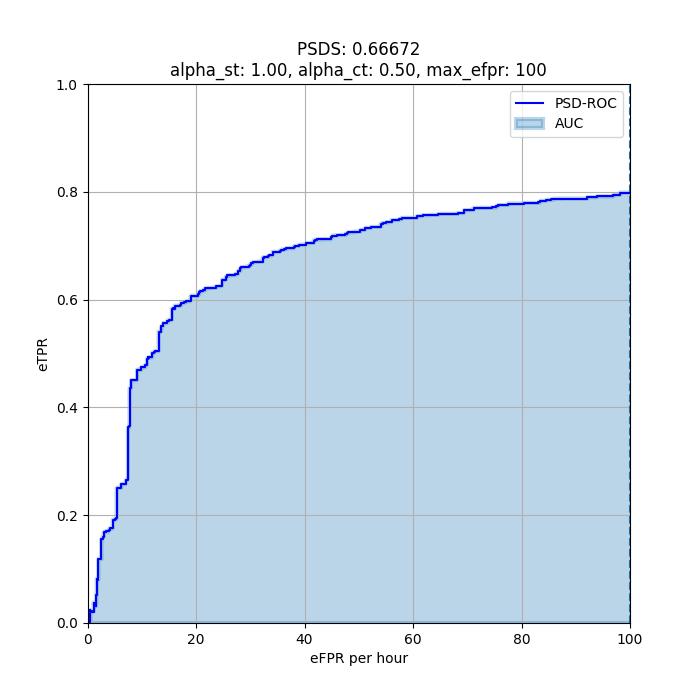 PSDS: 0.66672
alpha_st: 1.00, alpha_ct: 0.50, max_efpr: 100
PSD-ROC
AUC
1.0
0.8
0.6
0.4
0.2
0.0
eTPR
0 20 40 60 80 100
eFPR per hour